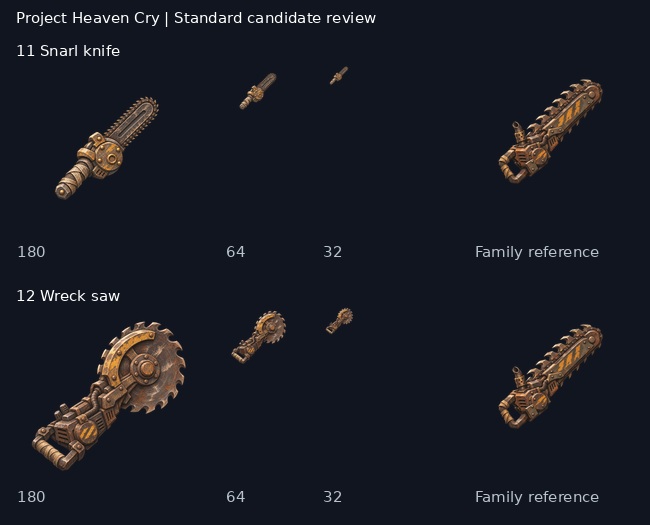 Project Heaven Cry | Standard candidate review
11 Snarl knife
180 64 32 Family reference
12 Wreck saw
180 64 32 Family reference